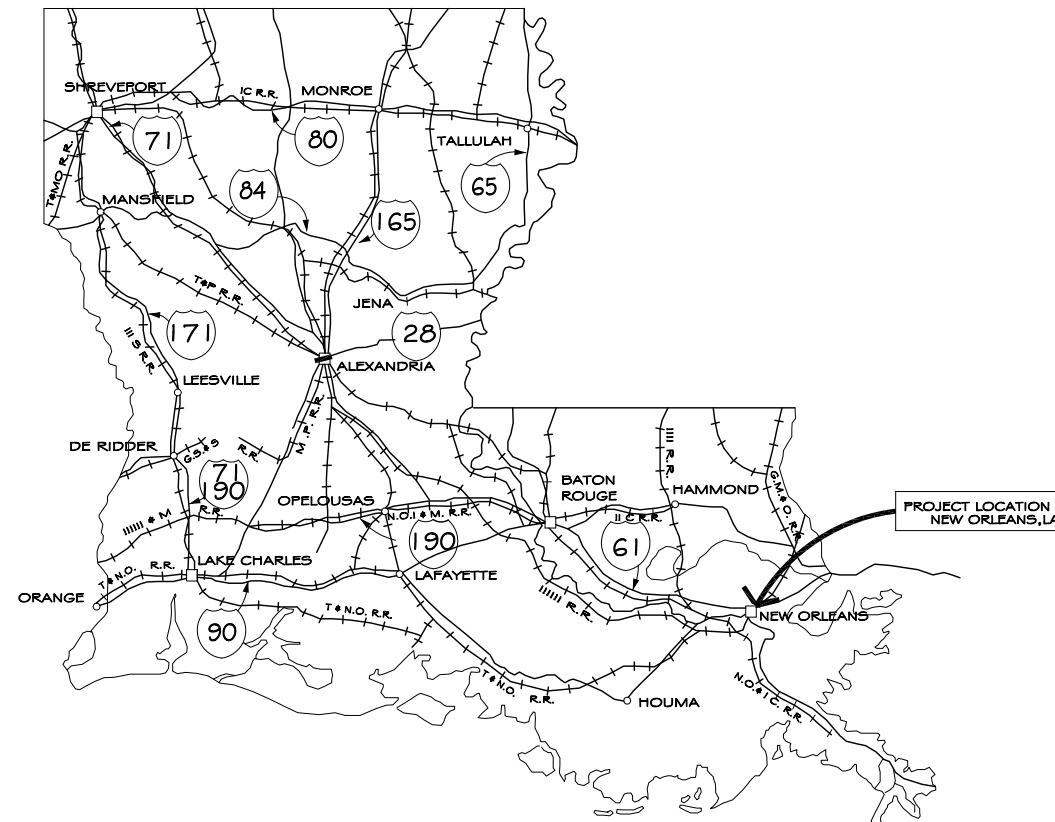 SHREVEPORT
IC R.R.
MONROE
71
80
TALLULAH
T&MO R.R.
84
65
MANSFIELD
165
T&P R.R.
JENA
171
28
S R.R.
ALEXANDRIA
LEESVILLE
M.P. R.R.
DE RIDDER
G.S.& S
R.R.
71
190
BATON
ROUGE
R.R.
HAMMOND
G.M.& O. R.R.
OPELOUSAS
N.O.I & M. R.R.
& M
R.R.
II C R.R.
PROJECT LOCATION
NEW ORLEANS, LA
190
61
LAKE CHARLES
T & N.O.
R.R.
LAFAYETTE
ORANGE
R.R.
T & N.O. R.R.
NEW ORLEANS
90
T & N.O.
R.R.
HOUMA
N.O. & I C. R.R.